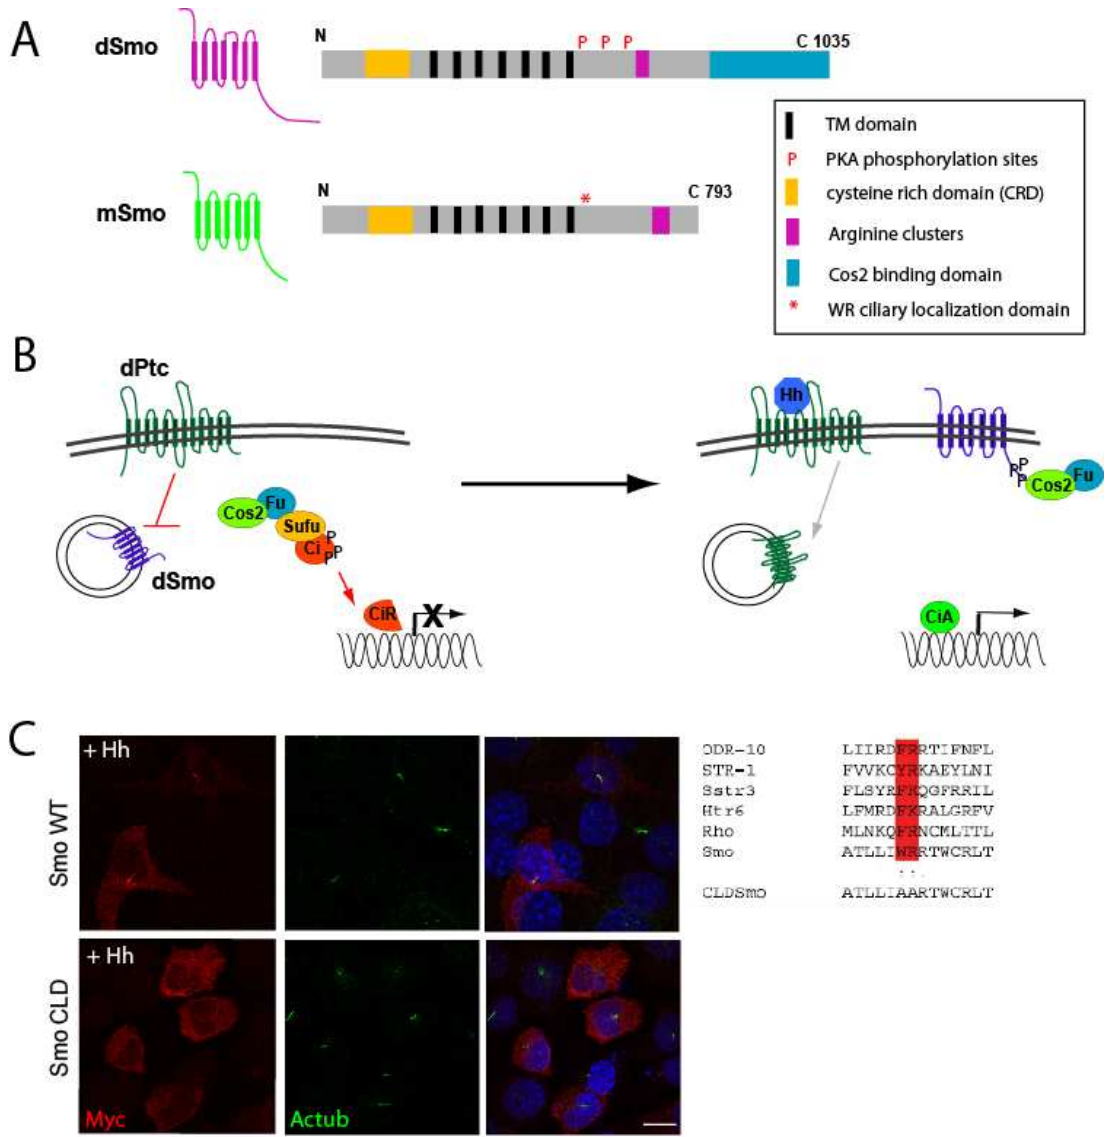 A
dSmo
N
P P P
C 1035
mSmo
N
*
C 793
TM domain
P PKA phosphorylation sites
cysteine rich domain (CRD)
Arginine clusters
Cos2 binding domain
* WR ciliary localization domain
B
dPtc
dSmo
Cos2
Fu
Sufu
Ci
P
P
P
CiR
X
Hh
P
P
P
Cos2
Fu
CiA
C
Smo WT
+ Hh
Smo CLD
+ Hh
Myc
Actub
ODR-10 LIIRDFRRTIFNFL
STR-1 FVVKCYRKAEYLNI
Sstr3 FLSYRFKQGFRRIL
Htr6 LFMRDFKRALGRFV
Rho MLNKQFRNCMLTTL
Smo ATLLIWRRTWCRLT
CLDSmo ATLLIAARTWCRLT